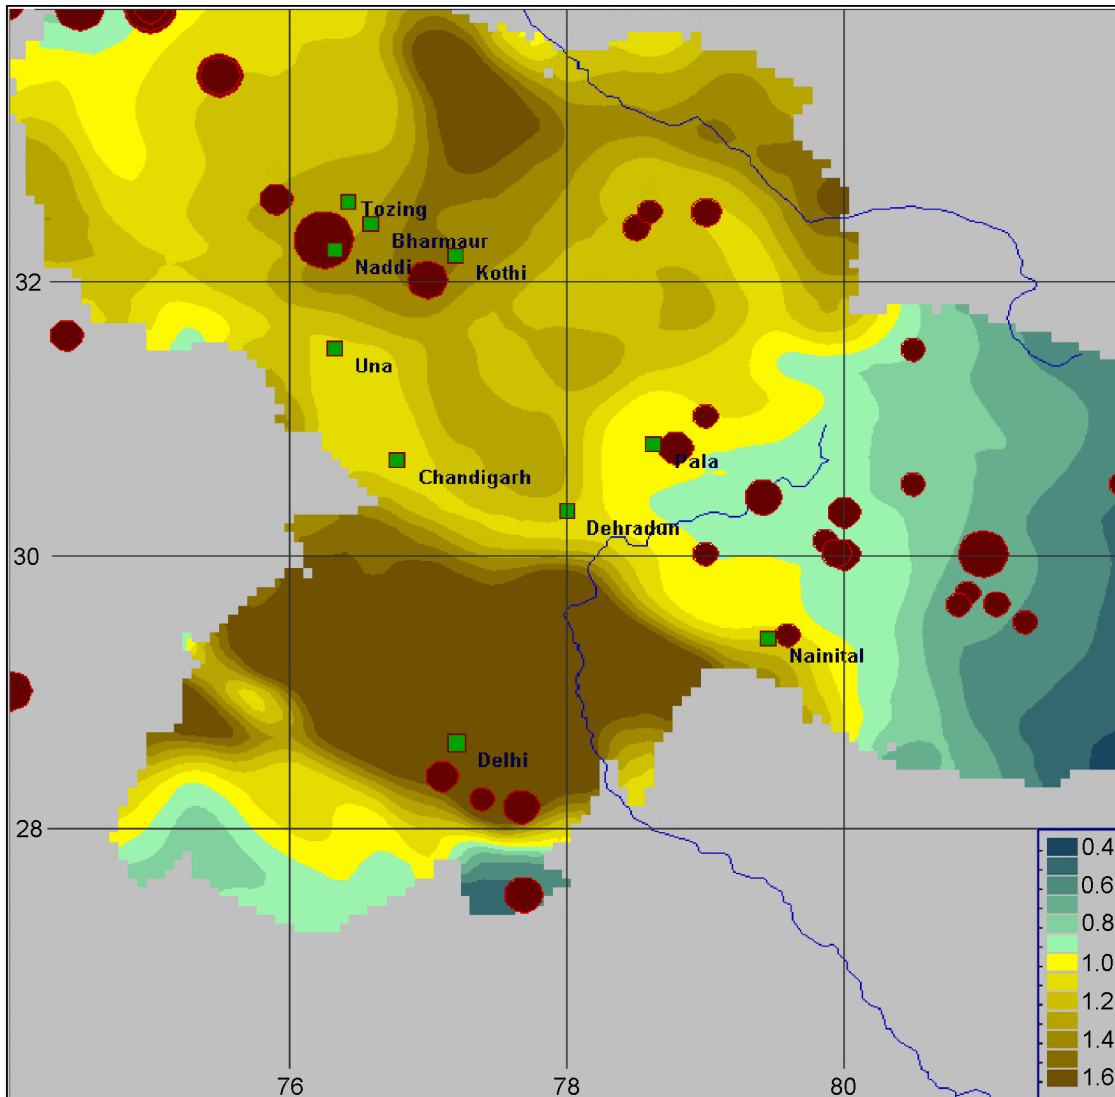 Tozing
Bharmaur
Naddi
Kothi
32
Una
Pala
Chandigarh
Dehradun
30
Nainital
Delhi
28
0.4
0.6
0.8
1.0
1.2
1.4
1.6
76
78
80